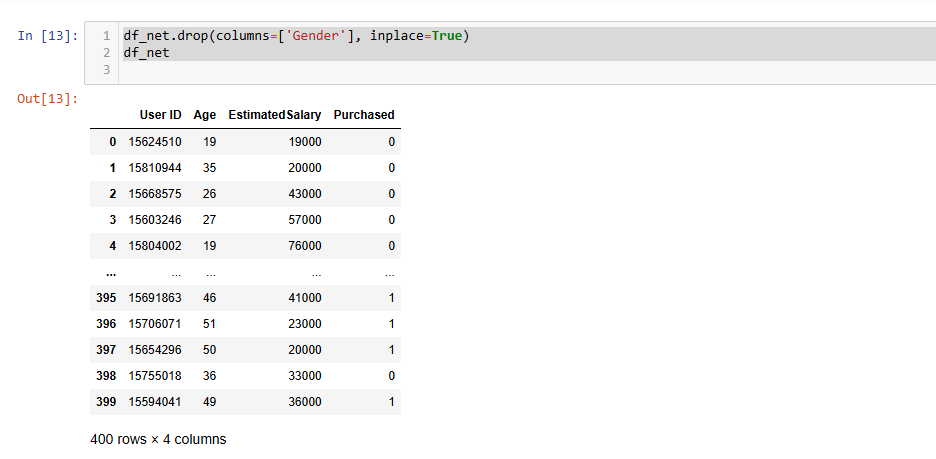 In [13]:
1 df_net.drop(columns=['Gender'], inplace=True)
2 df_net
3
Out[13]:
User ID Age EstimatedSalary Purchased
0 15624510 19 19000 0
1 15810944 35 20000 0
2 15668575 26 43000 0
3 15603246 27 57000 0
4 15804002 19 76000 0
... ... ... ... ...
395 15691863 46 41000 1
396 15706071 51 23000 1
397 15654296 50 20000 1
398 15755018 36 33000 0
399 15594041 49 36000 1
400 rows × 4 columns